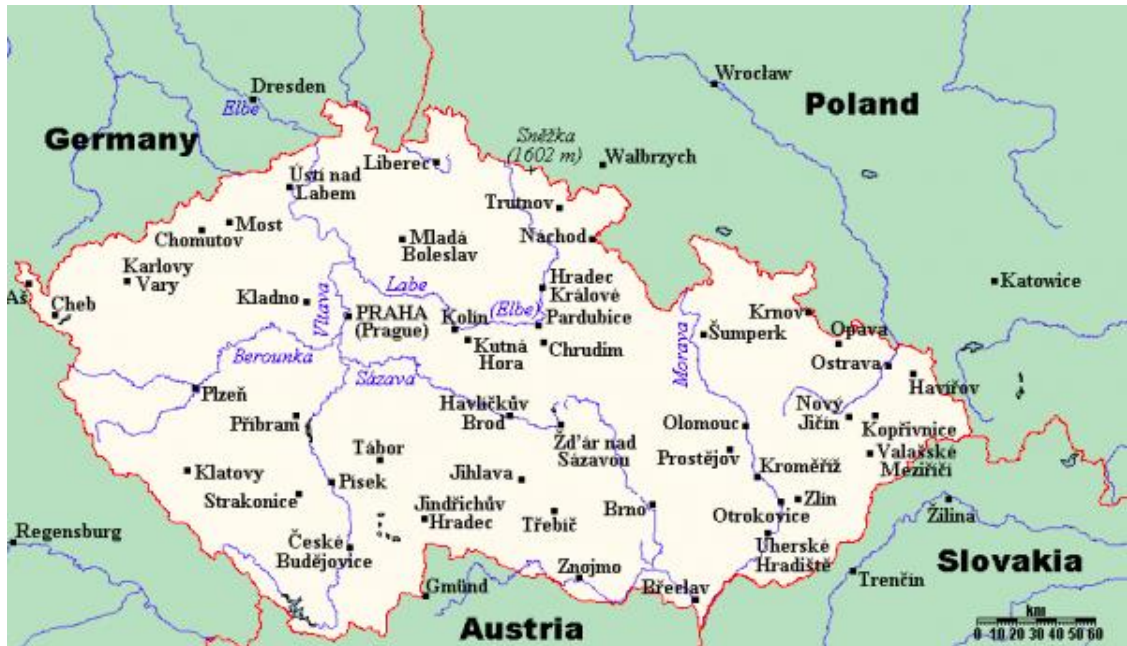 Dresden
Elbe
Wrocław
Poland
Germany
Sněžka
(1602 m)
Wałbrzych
Liberec
Ústí nad
Labem
Trutnov
Most
Chomutov
Mladá
Boleslav
Náchod
Karlovy
Vary
Aš
Cheb
Kladno
Vltava
Labe
(Elbe)
Hradec
Králové
Katowice
PRAHA
(Prague)
Kolín
Pardubice
Kutná
Hora
Chrudim
Morava
Šumperk
Krnov
Opava
Ostrava
Havířov
Berounka
Sázava
Plzeň
Příbram
Havlíčkův
Brod
Žd'ár nad
Sázavou
Olomouc
Nový
Jičín
Kopřivnice
Prostějov
Valašské
Meziříčí
Tábor
Klatovy
Strakonice
Písek
Jihlava
Kroměříž
Jindřichův
Hradec
Třebíč
Brno
Otrokovice
Zlín
Žilina
Regensburg
České
Budějovice
Znojmo
Uherské
Hradiště
Slovakia
Trenčín
Gmünd
Břeclav
Austria
km
0 10 20 30 40 50 60